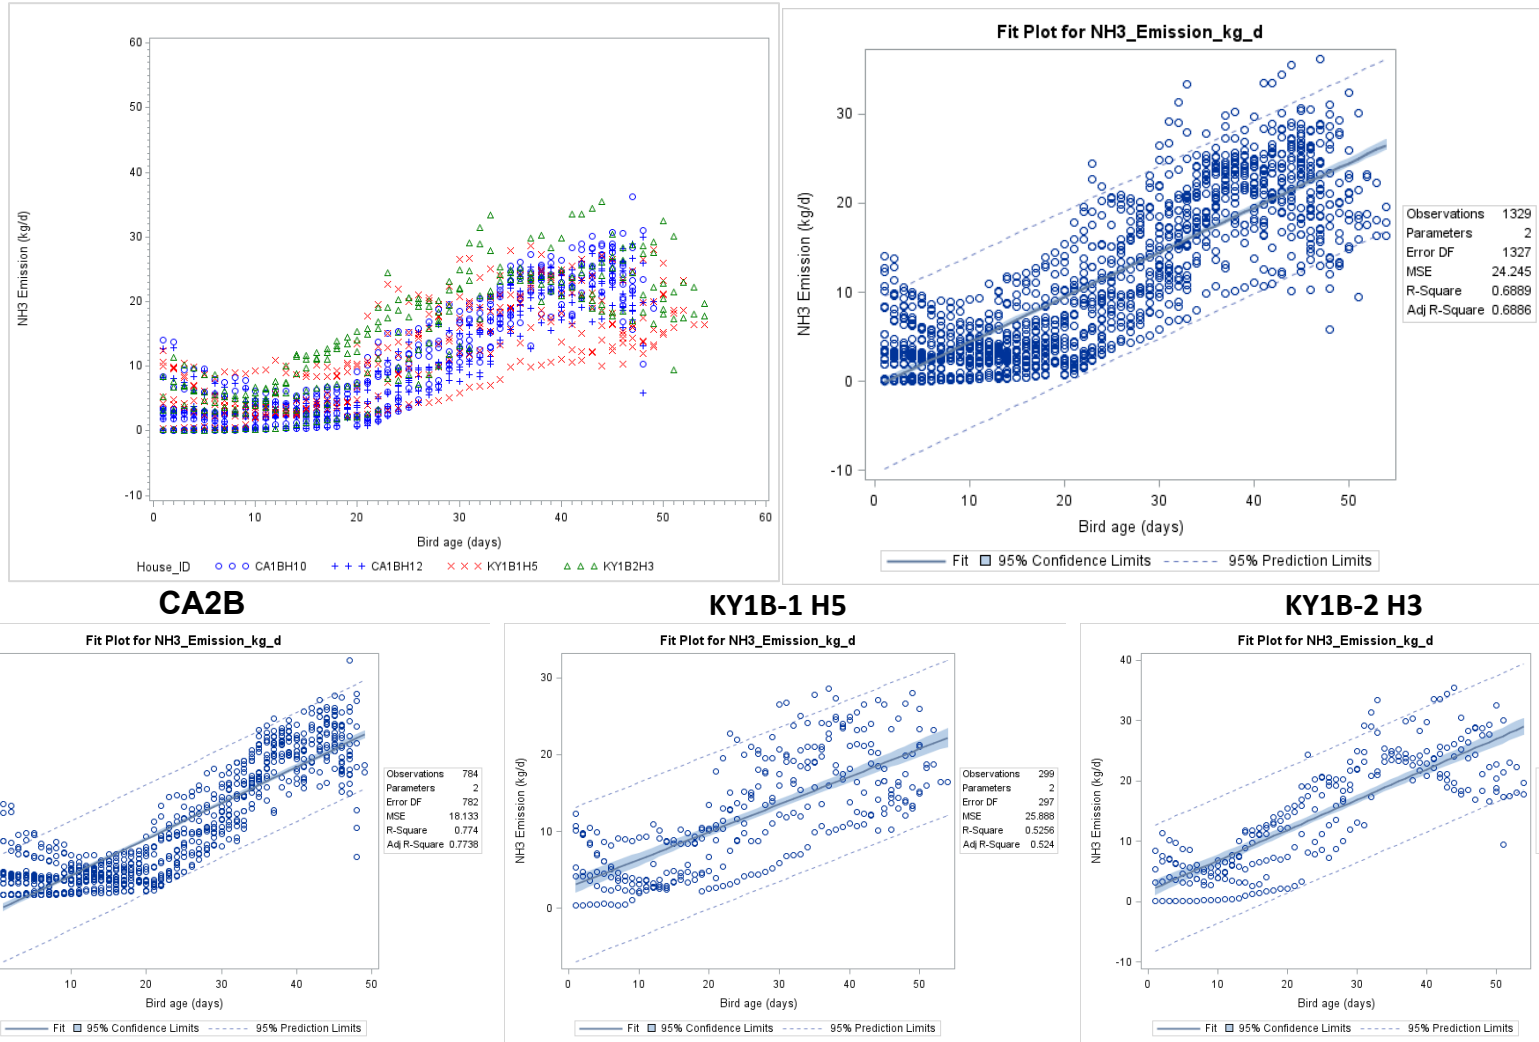 60
50
40
30
20
10
0
-10
NH3 Emission (kg/d)
0 10 20 30 40 50 60
Bird age (days)
House_ID CA1BH10 CA1BH12 KY1B1H5 KY1B2H3
Fit Plot for NH3_Emission_kg_d
30
20
10
0
-10
NH3 Emission (kg/d)
0 10 20 30 40 50
Bird age (days)
Observations 1329
Parameters 2
Error DF 1327
MSE 24.245
R-Square 0.6889
Adj R-Square 0.6886
Fit 95% Confidence Limits 95% Prediction Limits
CA2B
Fit Plot for NH3_Emission_kg_d
10 20 30 40 50
Bird age (days)
Observations 784
Parameters 2
Error DF 782
MSE 18.133
R-Square 0.774
Adj R-Square 0.7738
Fit 95% Confidence Limits 95% Prediction Limits
KY1B-1 H5
Fit Plot for NH3_Emission_kg_d
30
20
10
0
NH3 Emission (kg/d)
0 10 20 30 40 50
Bird age (days)
Observations 299
Parameters 2
Error DF 297
MSE 25.888
R-Square 0.5256
Adj R-Square 0.524
Fit 95% Confidence Limits 95% Prediction Limits
KY1B-2 H3
Fit Plot for NH3_Emission_kg_d
40
30
20
10
0
-10
NH3 Emission (kg/d)
0 10 20 30 40 50
Bird age (days)
Fit 95% Confidence Limits 95% Prediction Limits